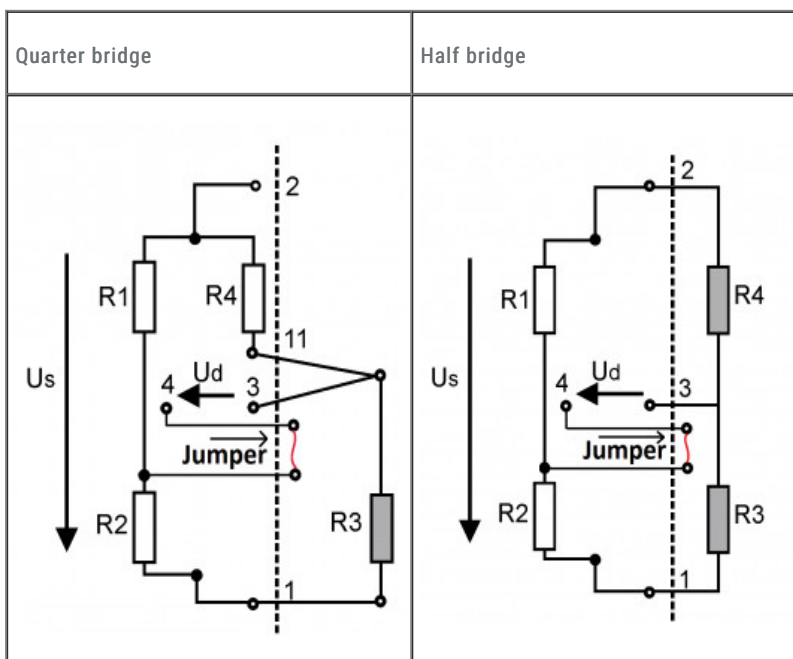 Quarter bridge
Half bridge
2
R1
R4
11
Us
4
Ud
3
Jumper
R2
R3
1
2
R1
R4
Us
4
Ud
3
Jumper
R2
R3
1